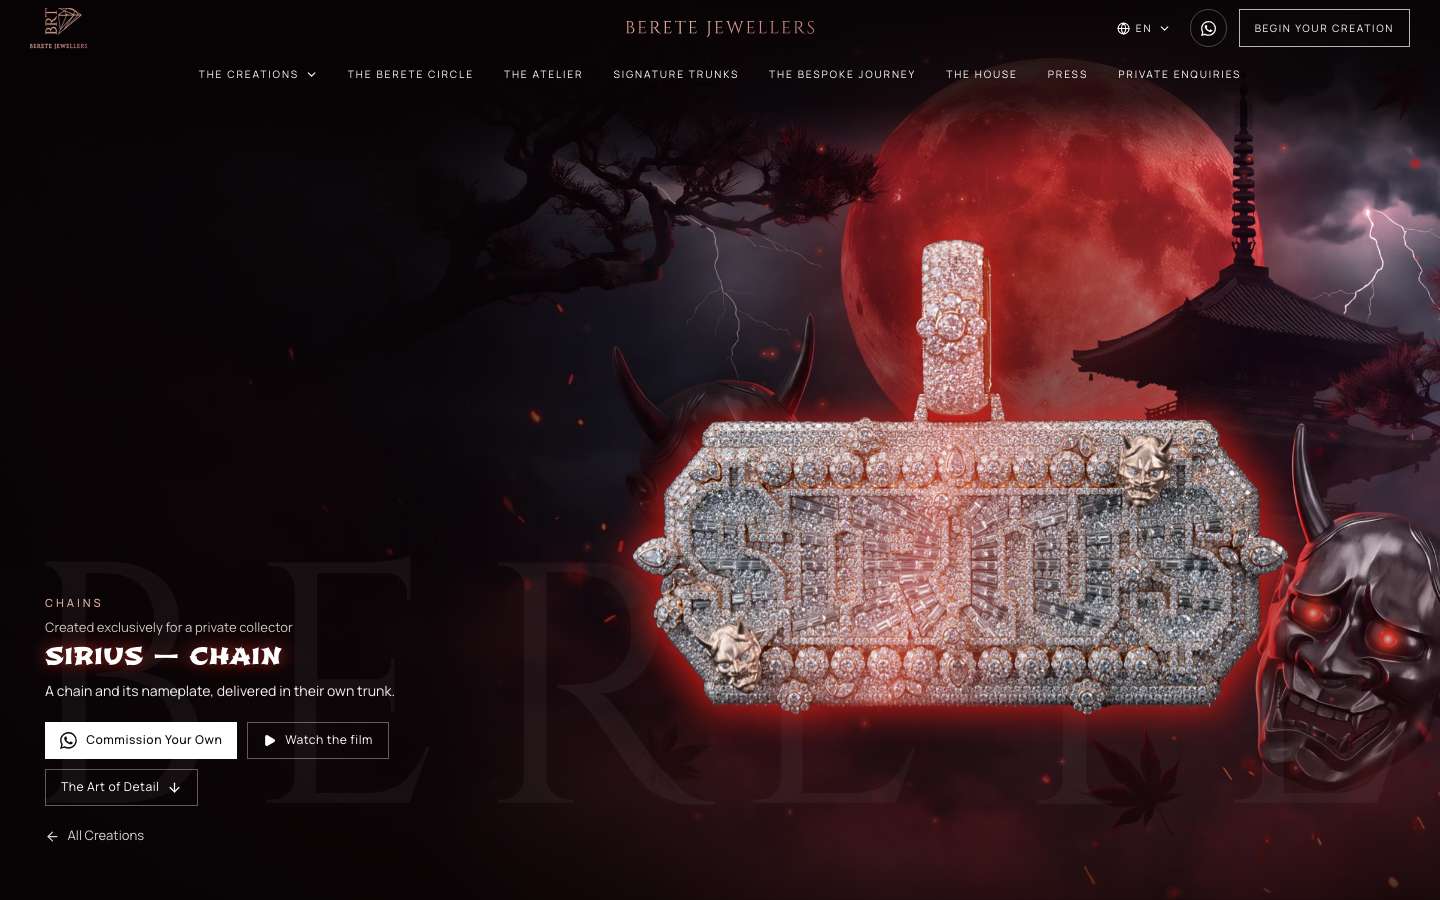 BRT
BERETE JEWELLERS
BERETE JEWELLERS
EN
BEGIN YOUR CREATION
THE CREATIONS
THE BERETE CIRCLE
THE ATELIER
SIGNATURE TRUNKS
THE BESPOKE JOURNEY
THE HOUSE
PRESS
PRIVATE ENQUIRIES
SIRIUS
BERETE
CHAINS
Created exclusively for a private collector
SIRIUS — CHAIN
A chain and its nameplate, delivered in their own trunk.
Commission Your Own
Watch the film
The Art of Detail
All Creations